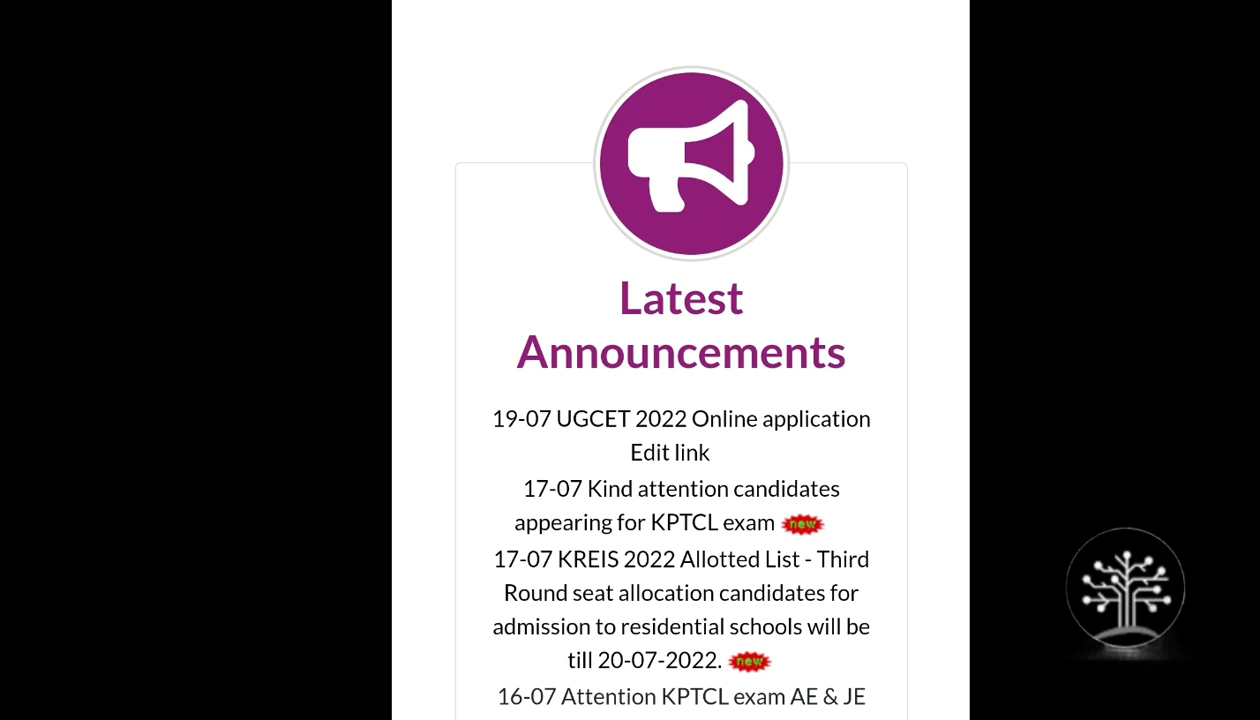 Latest
Announcements
19-07 UGCET 2022 Online application
Edit link
17-07 Kind attention candidates
appearing for KPTCL exam new
17-07 KREIS 2022 Allotted List - Third
Round seat allocation candidates for
admission to residential schools will be
till 20-07-2022. new
16-07 Attention KPTCL exam AE & JE